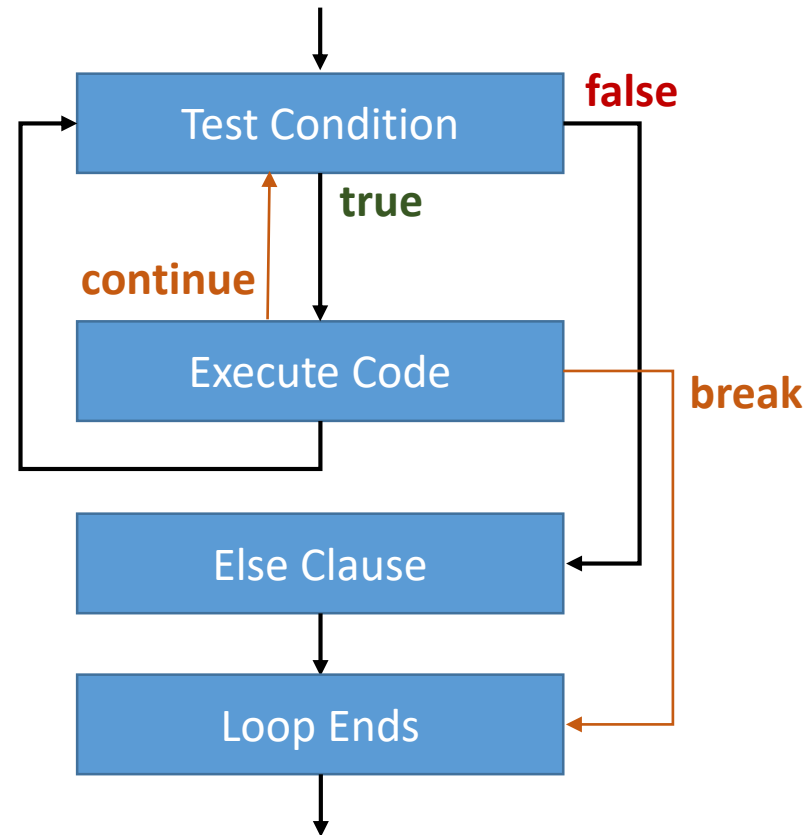 Test Condition
false
true
continue
Execute Code
break
Else Clause
Loop Ends